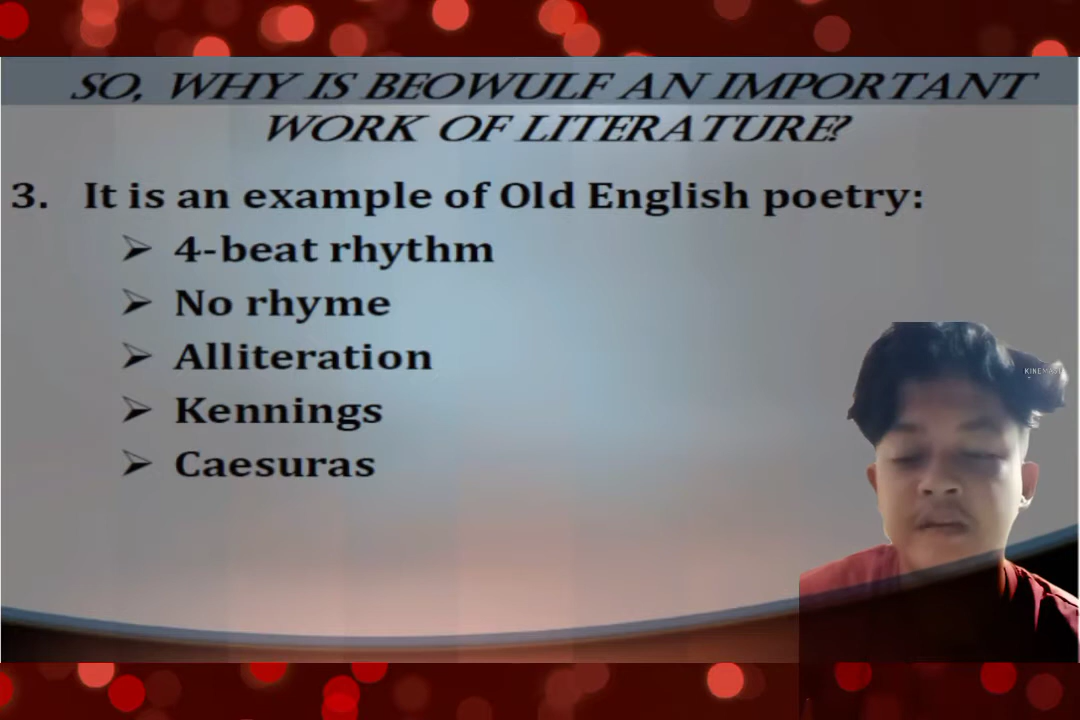 SO, WHY IS BEOWULF AN IMPORTANT
WORK OF LITERATURE?
3. It is an example of Old English poetry:
➢ 4-beat rhythm
➢ No rhyme
➢ Alliteration
➢ Kennings
➢ Caesuras